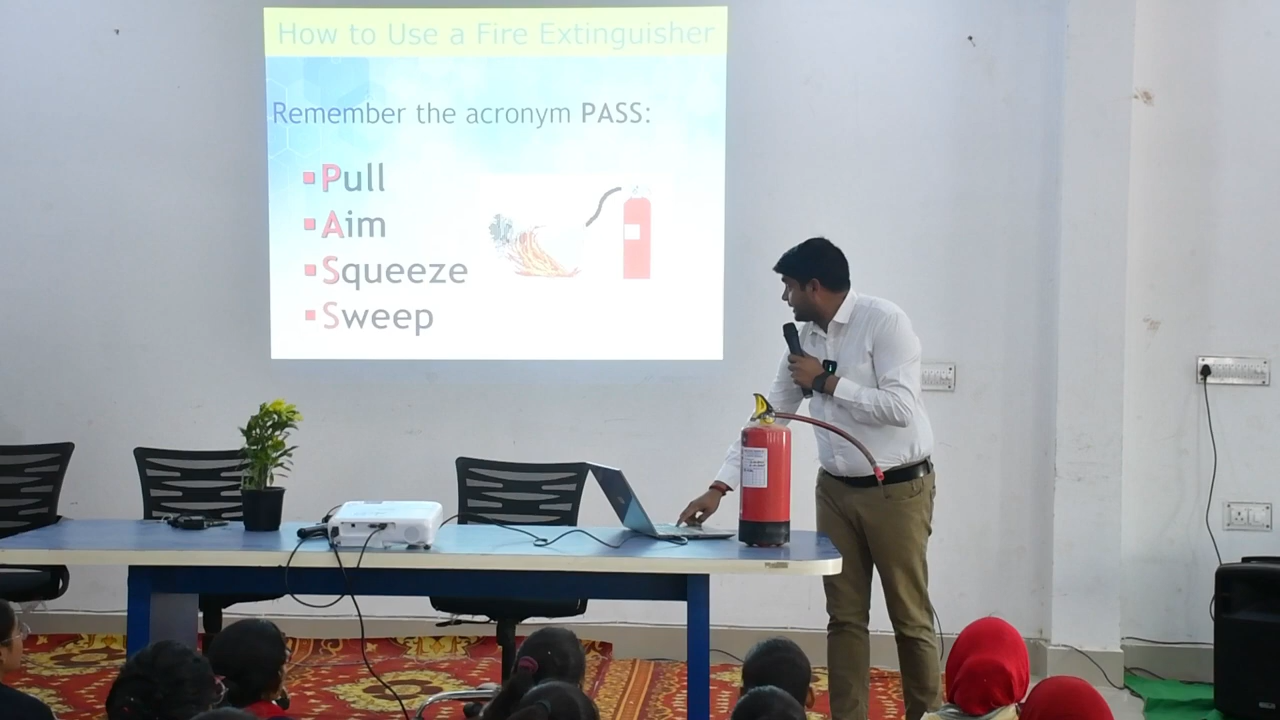 How to Use a Fire Extinguisher
Remember the acronym PASS:
▪Pull
▪Aim
▪Squeeze
▪Sweep